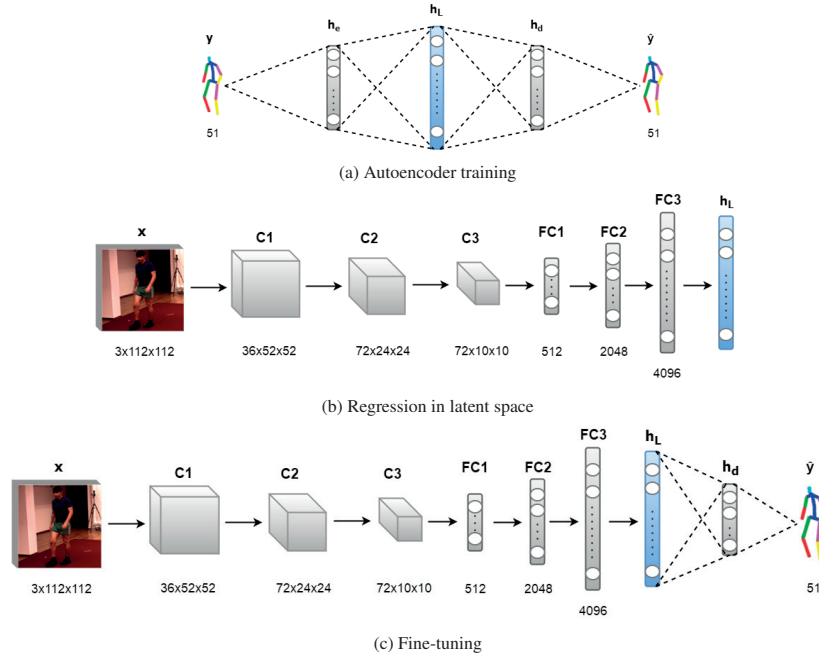 y h_e h_L h_d ŷ
51 51
(a) Autoencoder training
x C1 C2 C3 FC1 FC2 FC3 h_L
3x112x112 36x52x52 72x24x24 72x10x10 512 2048 4096
(b) Regression in latent space
x C1 C2 C3 FC1 FC2 FC3 h_L h_d ŷ
3x112x112 36x52x52 72x24x24 72x10x10 512 2048 4096 51
(c) Fine-tuning